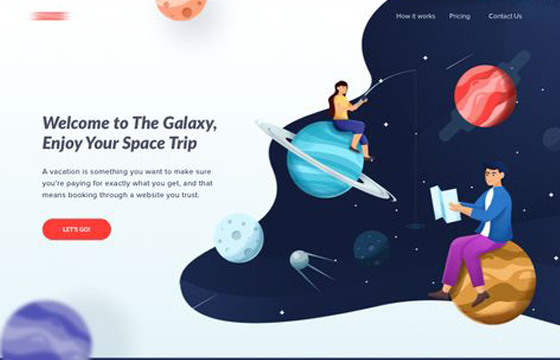 How it works Pricing Contact Us
Welcome to The Galaxy,
Enjoy Your Space Trip
A vacation is something you want to make sure
you're paying for exactly what you get, and that
means booking through a website you trust.
LET'S GO!